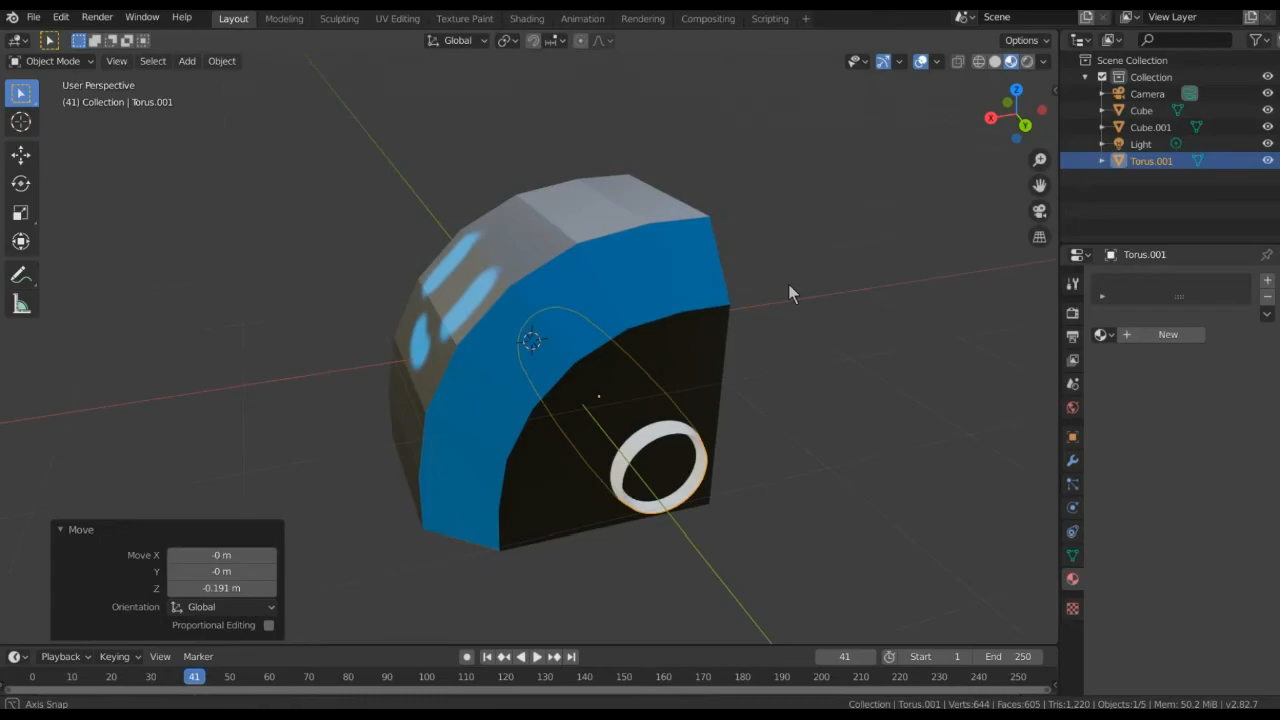 File Edit Render Window Help Layout Modeling Sculpting UV Editing Texture Paint Shading Animation Rendering Compositing Scripting + Scene View Layer
Global Options
Object Mode View Select Add Object
User Perspective
(41) Collection | Torus.001
Z
X
Y
Scene Collection
Collection
Camera
Cube
Cube.001
Light
Torus.001
Torus.001
New
Move
Move X -0 m
Y -0 m
Z -0.191 m
Orientation Global
Proportional Editing
Playback Keying View Marker 41 Start 1 End 250
0 10 20 30 41 50 60 70 80 90 100 110 120 130 140 150 160 170 180 190 200 210 220 230 240 250
Axis Snap Collection | Torus.001 | Verts:644 | Faces:605 | Tris:1,220 | Objects:1/5 | Mem: 50.2 MiB | v2.82.7